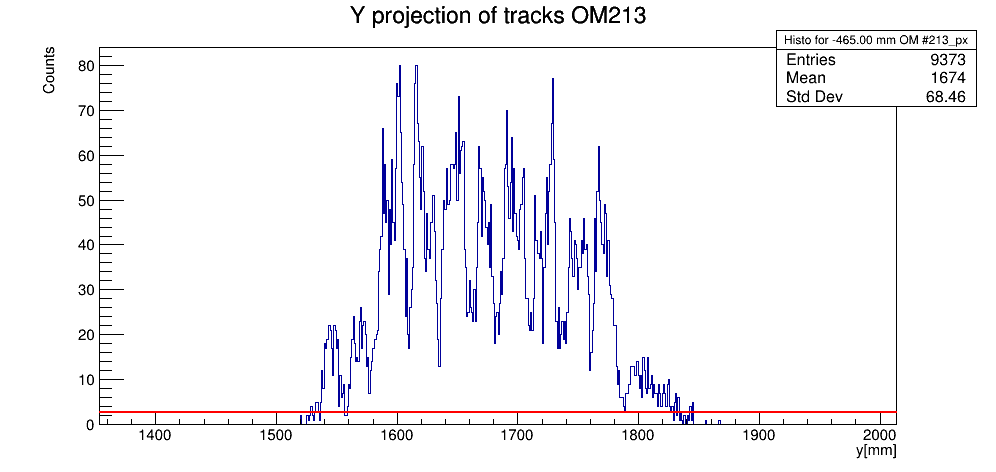 Y projection of tracks OM213
Histo for -465.00 mm OM #213_px
Entries 9373
Mean 1674
Std Dev 68.46
Counts
80
70
60
50
40
30
20
10
0
1400 1500 1600 1700 1800 1900 2000
y[mm]